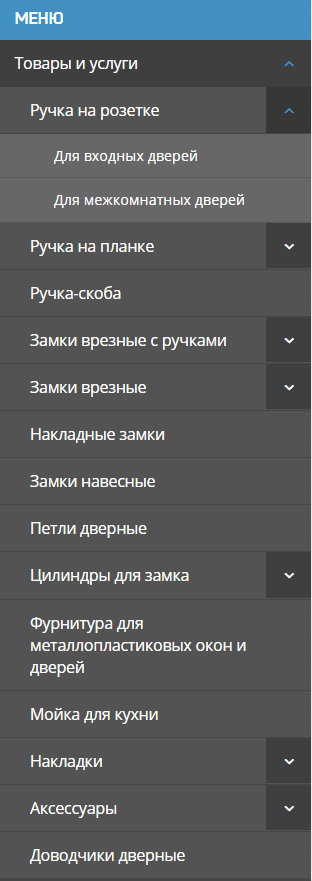 МЕНЮ
Товары и услуги
Ручка на розетке
Для входных дверей
Для межкомнатных дверей
Ручка на планке
Ручка-скоба
Замки врезные с ручками
Замки врезные
Накладные замки
Замки навесные
Петли дверные
Цилиндры для замка
Фурнитура для
металлопластиковых окон и
дверей
Мойка для кухни
Накладки
Аксессуары
Доводчики дверные